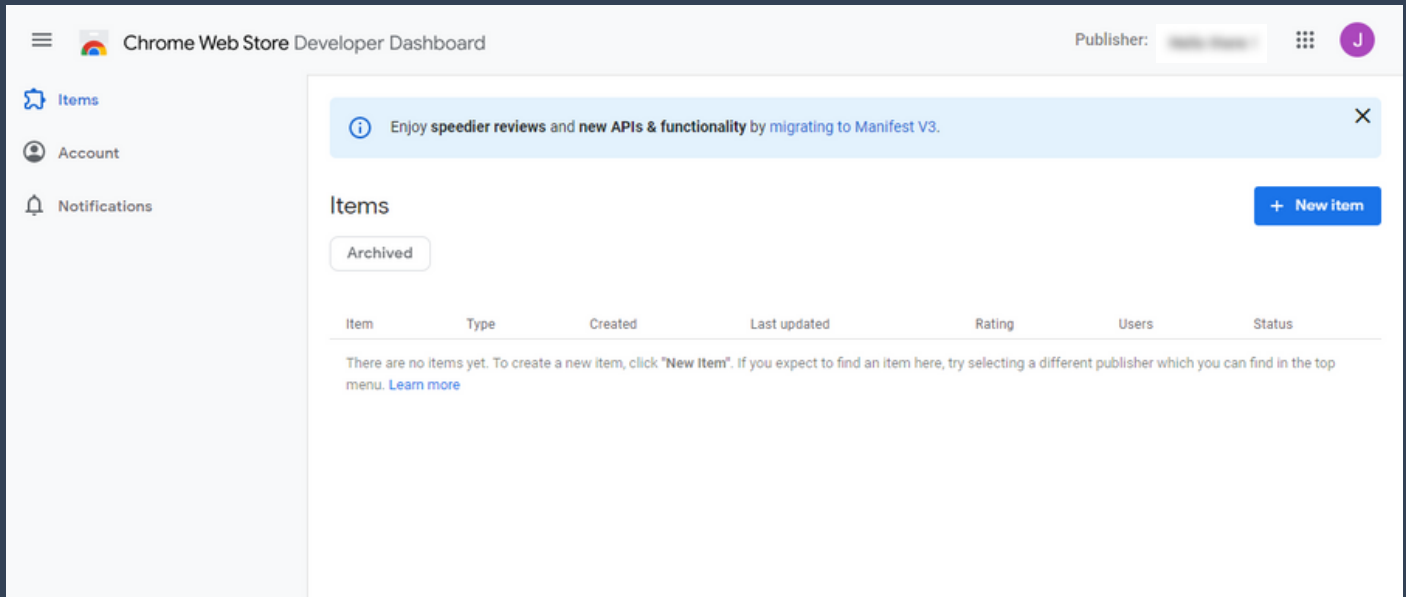 Chrome Web Store Developer Dashboard
Publisher:
J
Items
Account
Notifications
Enjoy speedier reviews and new APIs & functionality by migrating to Manifest V3.
Items
+ New item
Archived
Item Type Created Last updated Rating Users Status
There are no items yet. To create a new item, click "New Item". If you expect to find an item here, try selecting a different publisher which you can find in the top
menu. Learn more